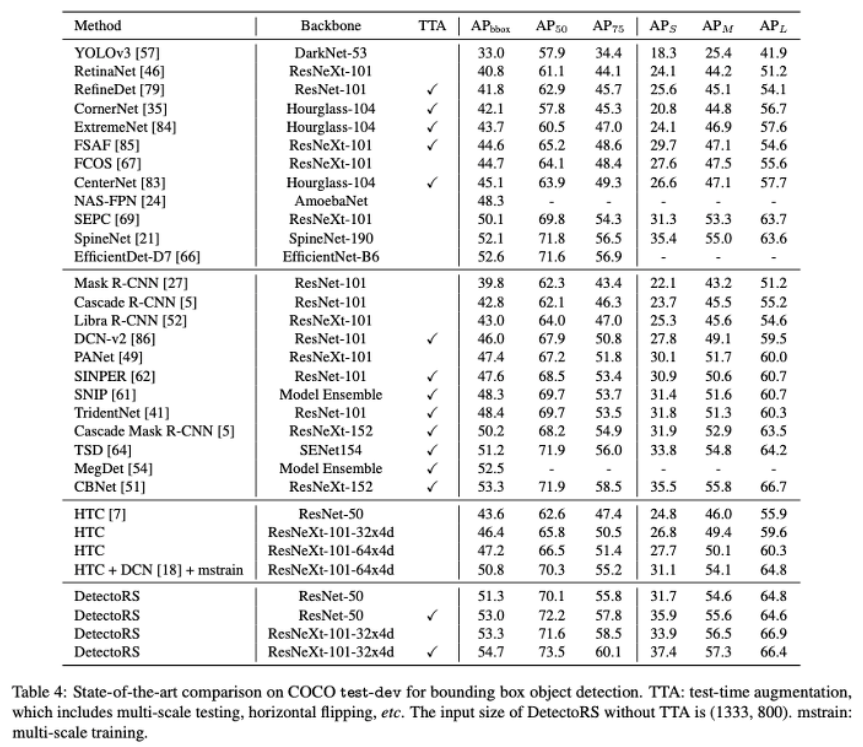 Method Backbone TTA APbbox AP50 AP75 APS APM APL
YOLOv3 [57] DarkNet-53 33.0 57.9 34.4 18.3 25.4 41.9
RetinaNet [46] ResNeXt-101 40.8 61.1 44.1 24.1 44.2 51.2
RefineDet [79] ResNet-101 ✓ 41.8 62.9 45.7 25.6 45.1 54.1
CornerNet [35] Hourglass-104 ✓ 42.1 57.8 45.3 20.8 44.8 56.7
ExtremeNet [84] Hourglass-104 ✓ 43.7 60.5 47.0 24.1 46.9 57.6
FSAF [85] ResNeXt-101 ✓ 44.6 65.2 48.6 29.7 47.1 54.6
FCOS [67] ResNeXt-101 44.7 64.1 48.4 27.6 47.5 55.6
CenterNet [83] Hourglass-104 ✓ 45.1 63.9 49.3 26.6 47.1 57.7
NAS-FPN [24] AmoebaNet 48.3 - - - - -
SEPC [69] ResNeXt-101 50.1 69.8 54.3 31.3 53.3 63.7
SpineNet [21] SpineNet-190 52.1 71.8 56.5 35.4 55.0 63.6
EfficientDet-D7 [66] EfficientNet-B6 52.6 71.6 56.9 - - -
Mask R-CNN [27] ResNet-101 39.8 62.3 43.4 22.1 43.2 51.2
Cascade R-CNN [5] ResNet-101 42.8 62.1 46.3 23.7 45.5 55.2
Libra R-CNN [52] ResNeXt-101 43.0 64.0 47.0 25.3 45.6 54.6
DCN-v2 [86] ResNet-101 ✓ 46.0 67.9 50.8 27.8 49.1 59.5
PANet [49] ResNeXt-101 47.4 67.2 51.8 30.1 51.7 60.0
SINPER [62] ResNet-101 ✓ 47.6 68.5 53.4 30.9 50.6 60.7
SNIP [61] Model Ensemble ✓ 48.3 69.7 53.7 31.4 51.6 60.7
TridentNet [41] ResNet-101 ✓ 48.4 69.7 53.5 31.8 51.3 60.3
Cascade Mask R-CNN [5] ResNeXt-152 ✓ 50.2 68.2 54.9 31.9 52.9 63.5
TSD [64] SENet154 ✓ 51.2 71.9 56.0 33.8 54.8 64.2
MegDet [54] Model Ensemble ✓ 52.5 - - - - -
CBNet [51] ResNeXt-152 ✓ 53.3 71.9 58.5 35.5 55.8 66.7
HTC [7] ResNet-50 43.6 62.6 47.4 24.8 46.0 55.9
HTC ResNeXt-101-32x4d 46.4 65.8 50.5 26.8 49.4 59.6
HTC ResNeXt-101-64x4d 47.2 66.5 51.4 27.7 50.1 60.3
HTC + DCN [18] + mstrain ResNeXt-101-64x4d 50.8 70.3 55.2 31.1 54.1 64.8
DetectoRS ResNet-50 51.3 70.1 55.8 31.7 54.6 64.8
DetectoRS ResNet-50 ✓ 53.0 72.2 57.8 35.9 55.6 64.6
DetectoRS ResNeXt-101-32x4d 53.3 71.6 58.5 33.9 56.5 66.9
DetectoRS ResNeXt-101-32x4d ✓ 54.7 73.5 60.1 37.4 57.3 66.4
Table 4: State-of-the-art comparison on COCO test-dev for bounding box object detection. TTA: test-time augmentation,
which includes multi-scale testing, horizontal flipping, etc. The input size of DetectoRS without TTA is (1333, 800). mstrain:
multi-scale training.